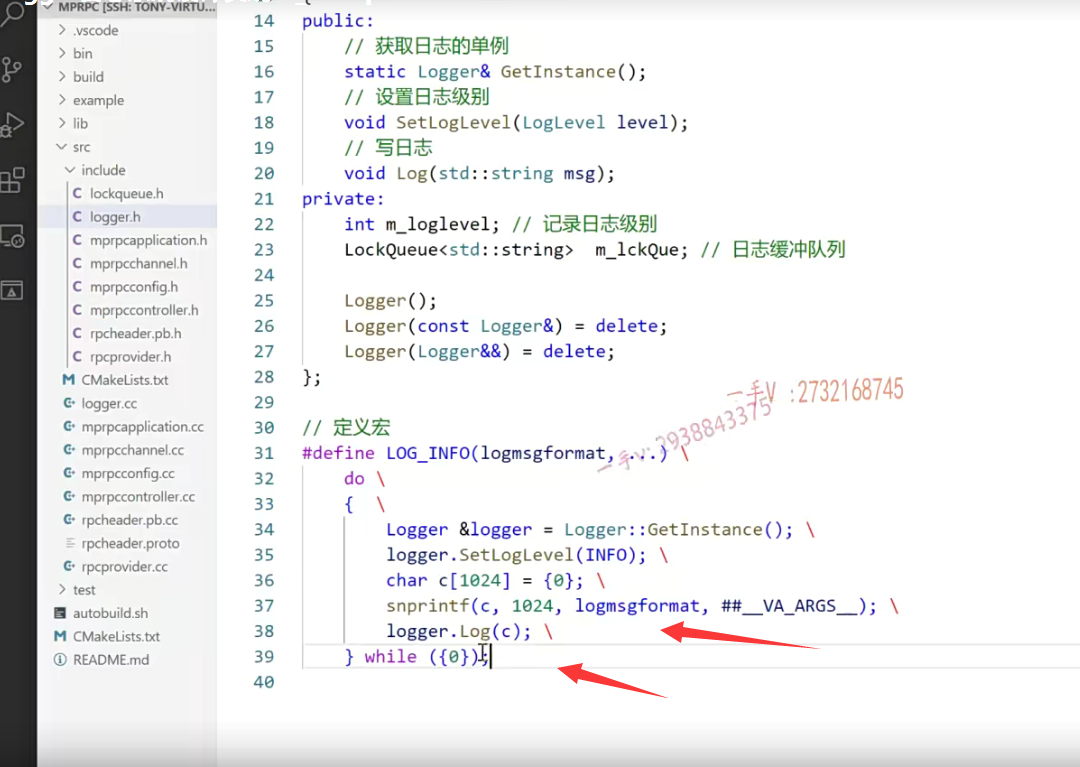 MPRPC [SSH: TONY-VIRTU...
.vscode
bin
build
example
lib
src
include
lockqueue.h
logger.h
mprpcapplication.h
mprpcchannel.h
mprpcconfig.h
mprpccontroller.h
rpcheader.pb.h
rpcprovider.h
CMakeLists.txt
logger.cc
mprpcapplication.cc
mprpcchannel.cc
mprpcconfig.cc
mprpccontroller.cc
rpcheader.pb.cc
rpcheader.proto
rpcprovider.cc
test
autobuild.sh
CMakeLists.txt
README.md
14 public:
15 // 获取日志的单例
16 static Logger& GetInstance();
17 // 设置日志级别
18 void SetLogLevel(LogLevel level);
19 // 写日志
20 void Log(std::string msg);
21 private:
22 int m_loglevel; // 记录日志级别
23 LockQueue<std::string> m_lckQue; // 日志缓冲队列
24
25 Logger();
26 Logger(const Logger&) = delete;
27 Logger(Logger&&) = delete;
28 };
29
30 // 定义宏
31 #define LOG_INFO(logmsgformat, ...) \
32 do \
33 { \
34 Logger &logger = Logger::GetInstance(); \
35 logger.SetLogLevel(INFO); \
36 char c[1024] = {0}; \
37 snprintf(c, 1024, logmsgformat, ##__VA_ARGS__); \
38 logger.Log(c); \
39 } while ({0});
40
一手V :2732168745
一手V:2938843375